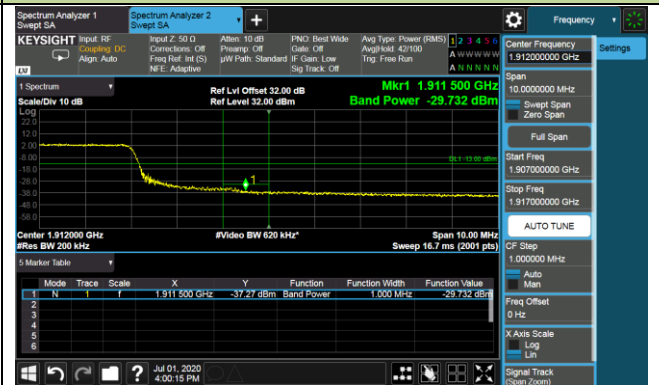 Spectrum Analyzer 1
Swept SA
Spectrum Analyzer 2
Swept SA
+
Frequency
KEYSIGHT
Input: RF
Coupling: DC
Align: Auto
Input Z: 50 Ω
Corrections: Off
Freq Ref: Int (S)
NFE: Adaptive
Atten: 10 dB
Preamp: Off
µW Path: Standard
PNO: Best Wide
Gate: Off
IF Gain: Low
Sig Track: Off
Avg Type: Power (RMS)
Avg|Hold: 42/100
Trig: Free Run
1 2 3 4 5 6
A W W W W W
A N N N N N
LXI
1 Spectrum
Scale/Div 10 dB
Ref Lvl Offset 32.00 dB
Ref Level 32.00 dBm
Mkr1 1.911 500 GHz
Band Power -29.732 dBm
Log
22.0
12.0
2.00
-8.00
-18.0
-28.0
-38.0
-48.0
-58.0
DL1 -13.00 dBm
1
Center 1.912000 GHz
#Res BW 200 kHz
#Video BW 620 kHz*
Span 10.00 MHz
Sweep 16.7 ms (2001 pts)
5 Marker Table
Mode Trace Scale X Y Function Function Width Function Value
1 N 1 f 1.911 500 GHz -37.27 dBm Band Power 1.000 MHz -29.732 dBm
2
3
4
5
6
Jul 01, 2020
4:00:15 PM
?
Center Frequency
1.912000000 GHz
Settings
Span
10.0000000 MHz
Swept Span
Zero Span
Full Span
Start Freq
1.907000000 GHz
Stop Freq
1.917000000 GHz
AUTO TUNE
CF Step
1.000000 MHz
Auto
Man
Freq Offset
0 Hz
X Axis Scale
Log
Lin
Signal Track
(Span Zoom)